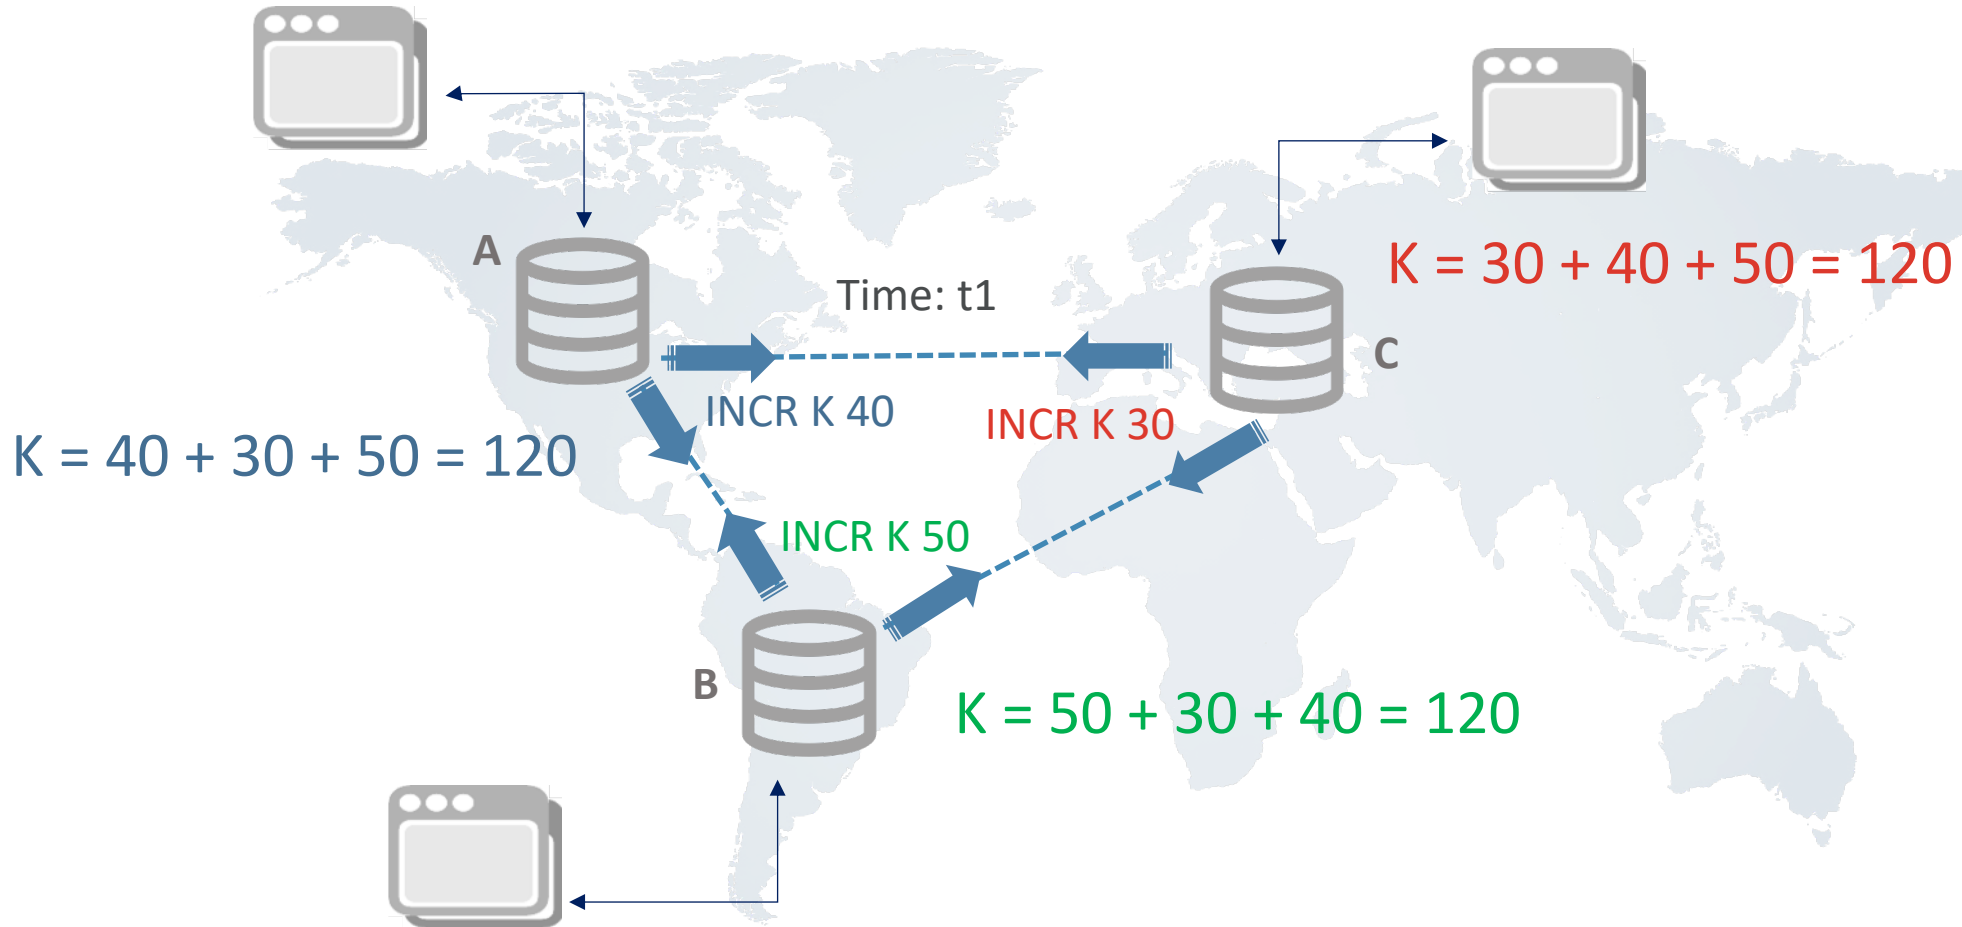 A
K = 30 + 40 + 50 = 120
Time: t1
C
INCR K 40
INCR K 30
K = 40 + 30 + 50 = 120
INCR K 50
B
K = 50 + 30 + 40 = 120